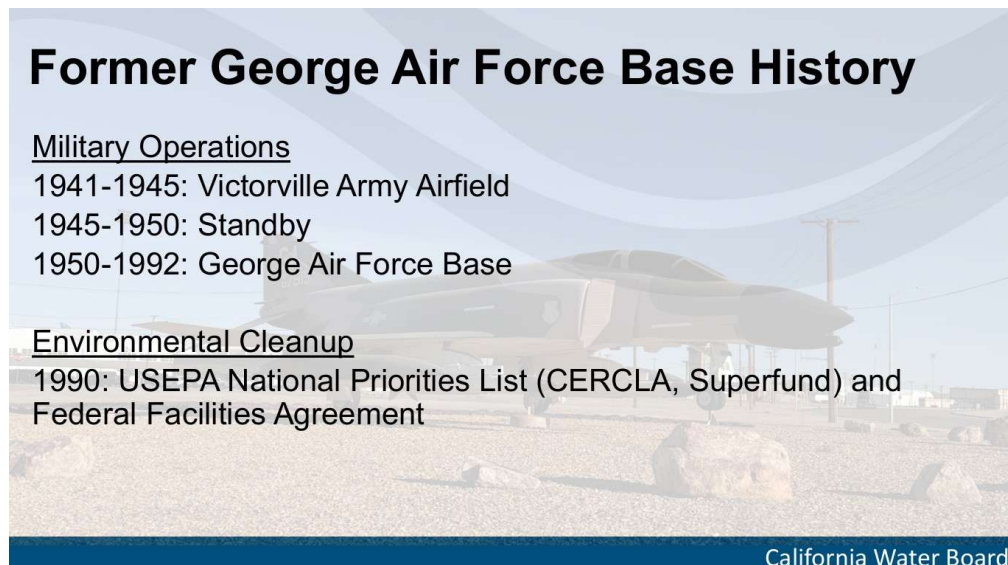 Former George Air Force Base History
Military Operations
1941-1945: Victorville Army Airfield
1945-1950: Standby
1950-1992: George Air Force Base
Environmental Cleanup
1990: USEPA National Priorities List (CERCLA, Superfund) and
Federal Facilities Agreement
California Water Board